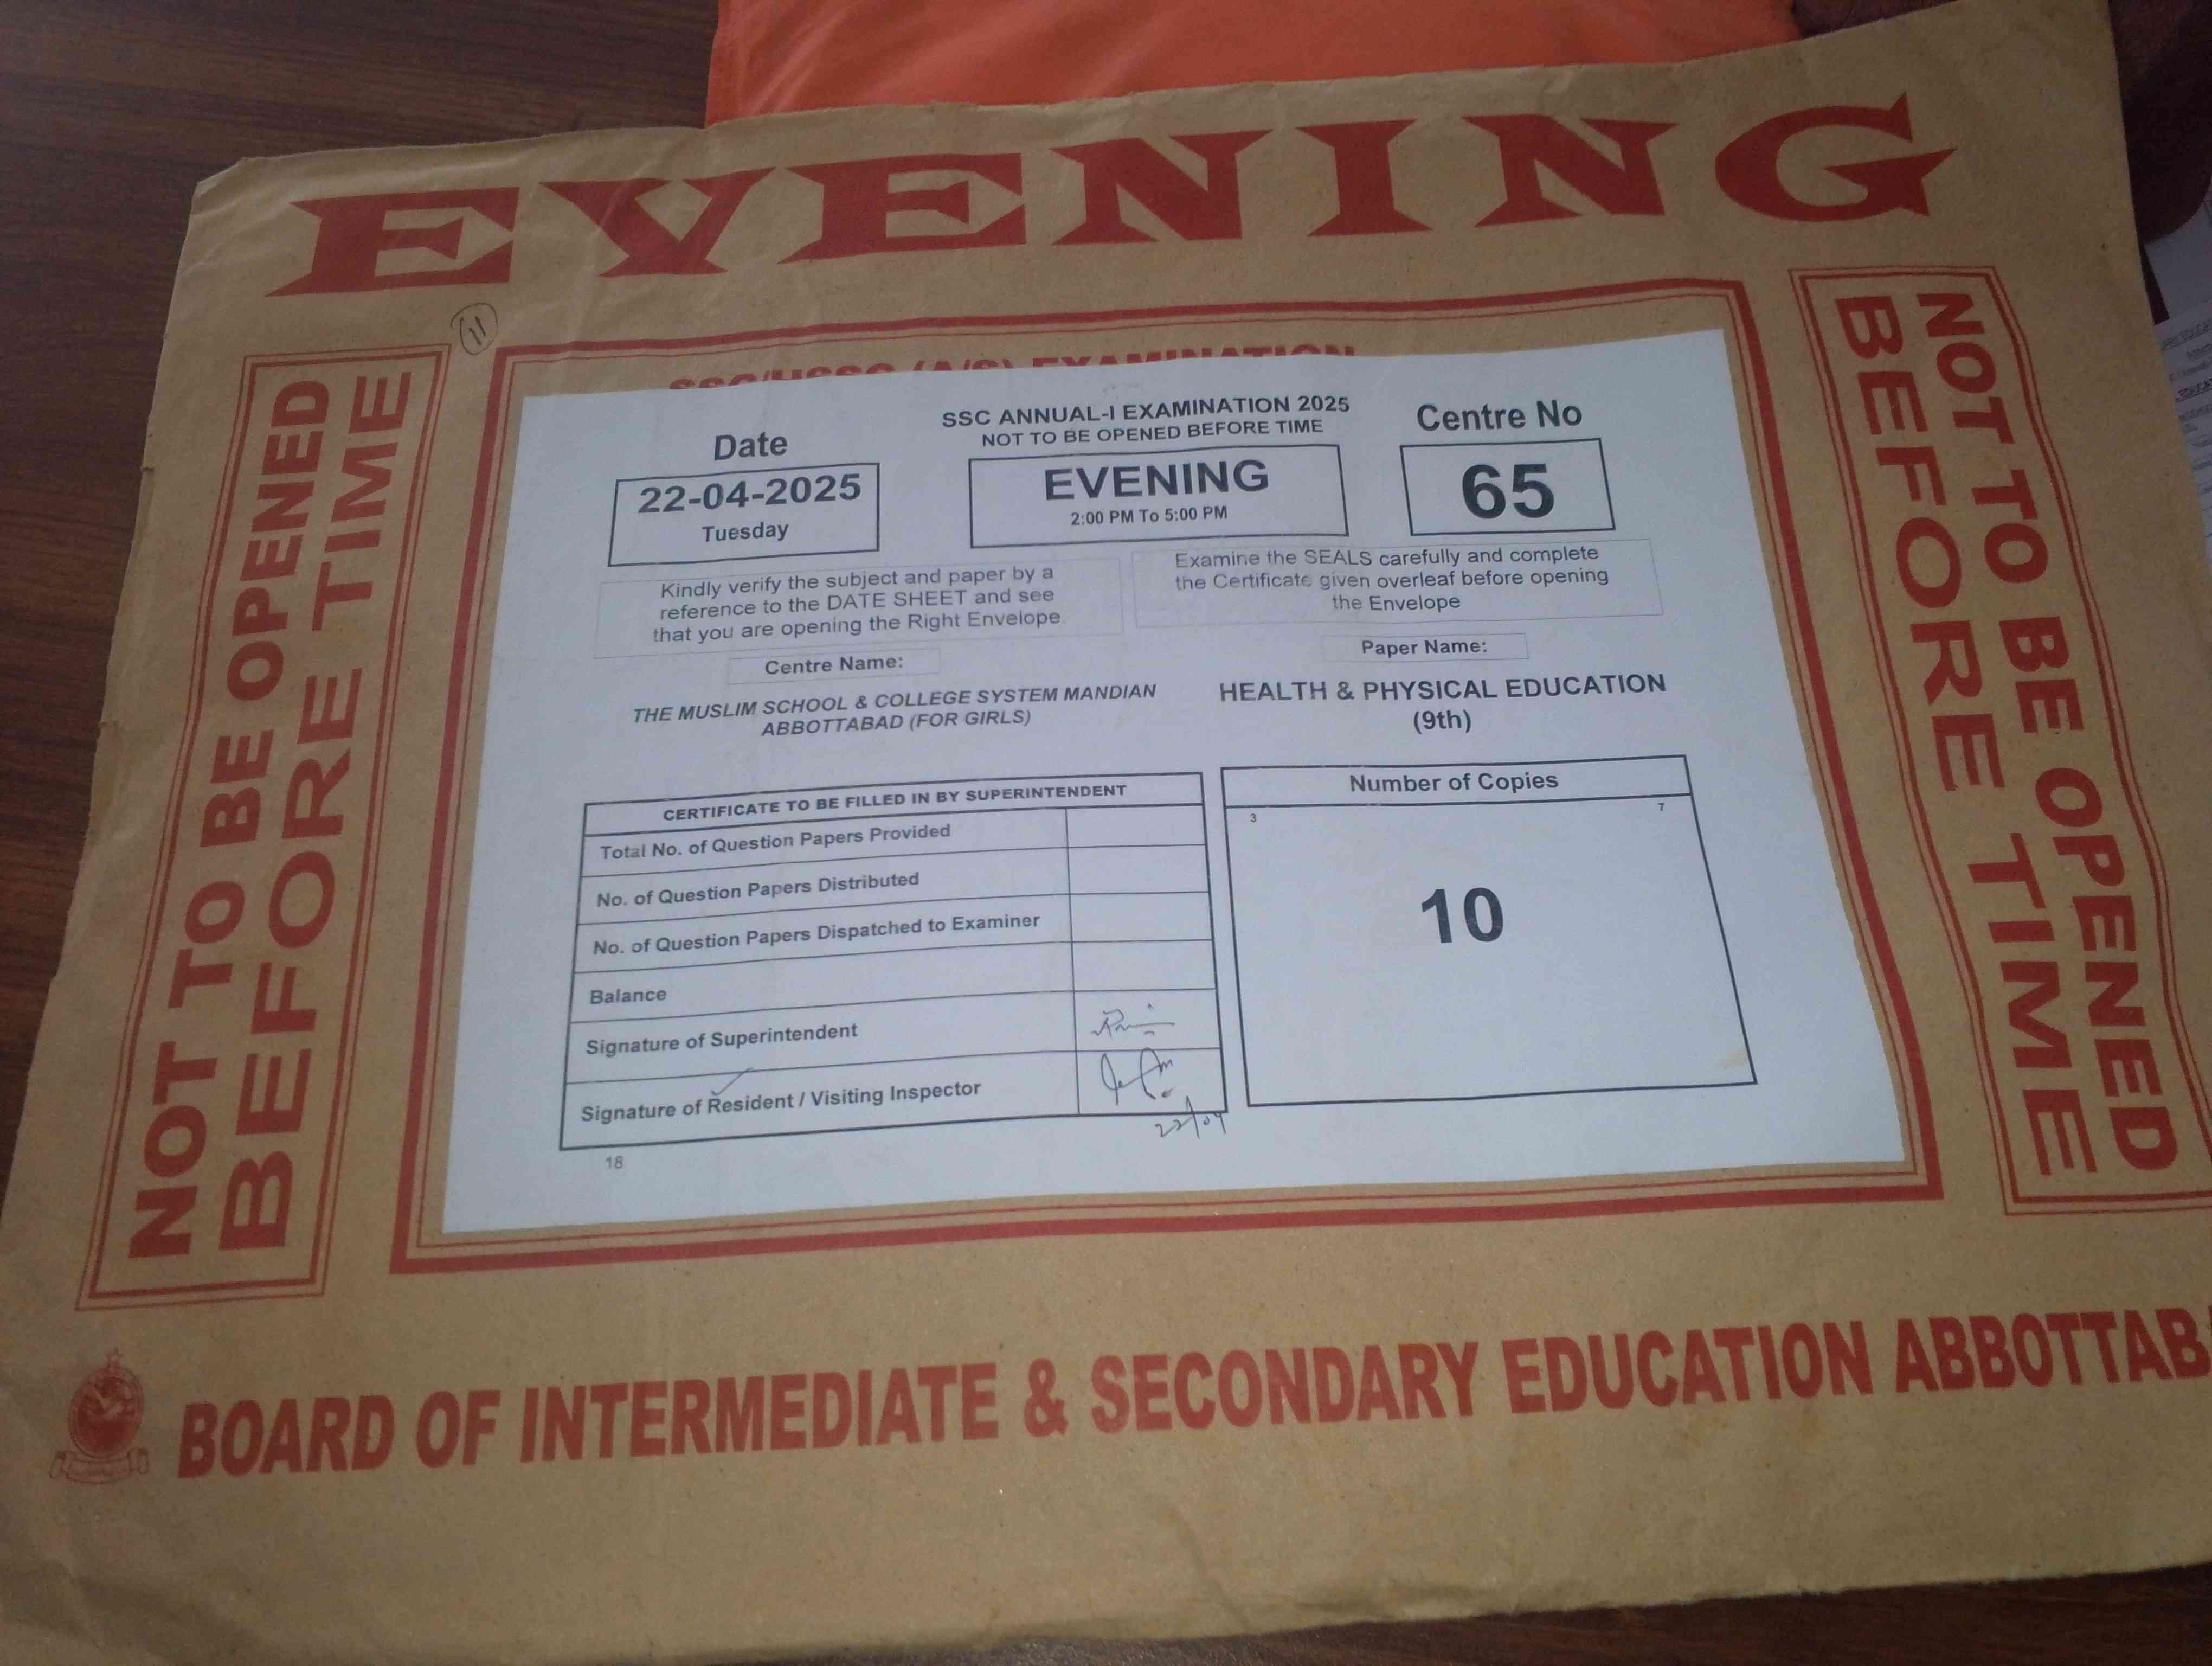 EVENING
11
NOT TO BE OPENED
BEFORE TIME
NOT TO BE OPENED
BEFORE TIME
SSC/HSSC (A/S) EXAMINATION
SSC ANNUAL-I EXAMINATION 2025
NOT TO BE OPENED BEFORE TIME
Date
22-04-2025
Tuesday
EVENING
2:00 PM To 5:00 PM
Centre No
65
Kindly verify the subject and paper by a
reference to the DATE SHEET and see
that you are opening the Right Envelope
Examine the SEALS carefully and complete
the Certificate given overleaf before opening
the Envelope
Centre Name:
THE MUSLIM SCHOOL & COLLEGE SYSTEM MANDIAN
ABBOTTABAD (FOR GIRLS)
Paper Name:
HEALTH & PHYSICAL EDUCATION
(9th)
CERTIFICATE TO BE FILLED IN BY SUPERINTENDENT
Total No. of Question Papers Provided
No. of Question Papers Distributed
No. of Question Papers Dispatched to Examiner
Balance
Signature of Superintendent
Signature of Resident / Visiting Inspector
22/04
18
Number of Copies
3 7
10
BOARD OF INTERMEDIATE & SECONDARY EDUCATION ABBOTTAB